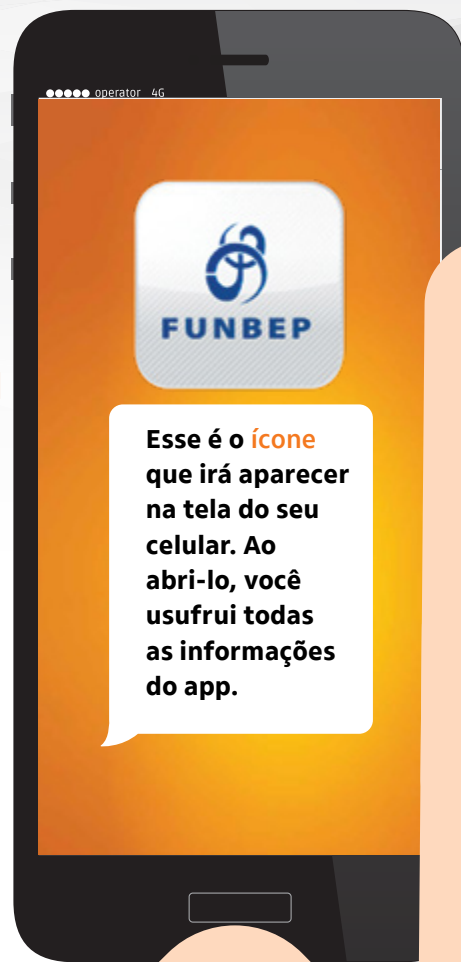 operator 4G
FUNBEP
Esse é o ícone
que irá aparecer
na tela do seu
celular. Ao
abri-lo, você
usufrui todas
as informações
do app.